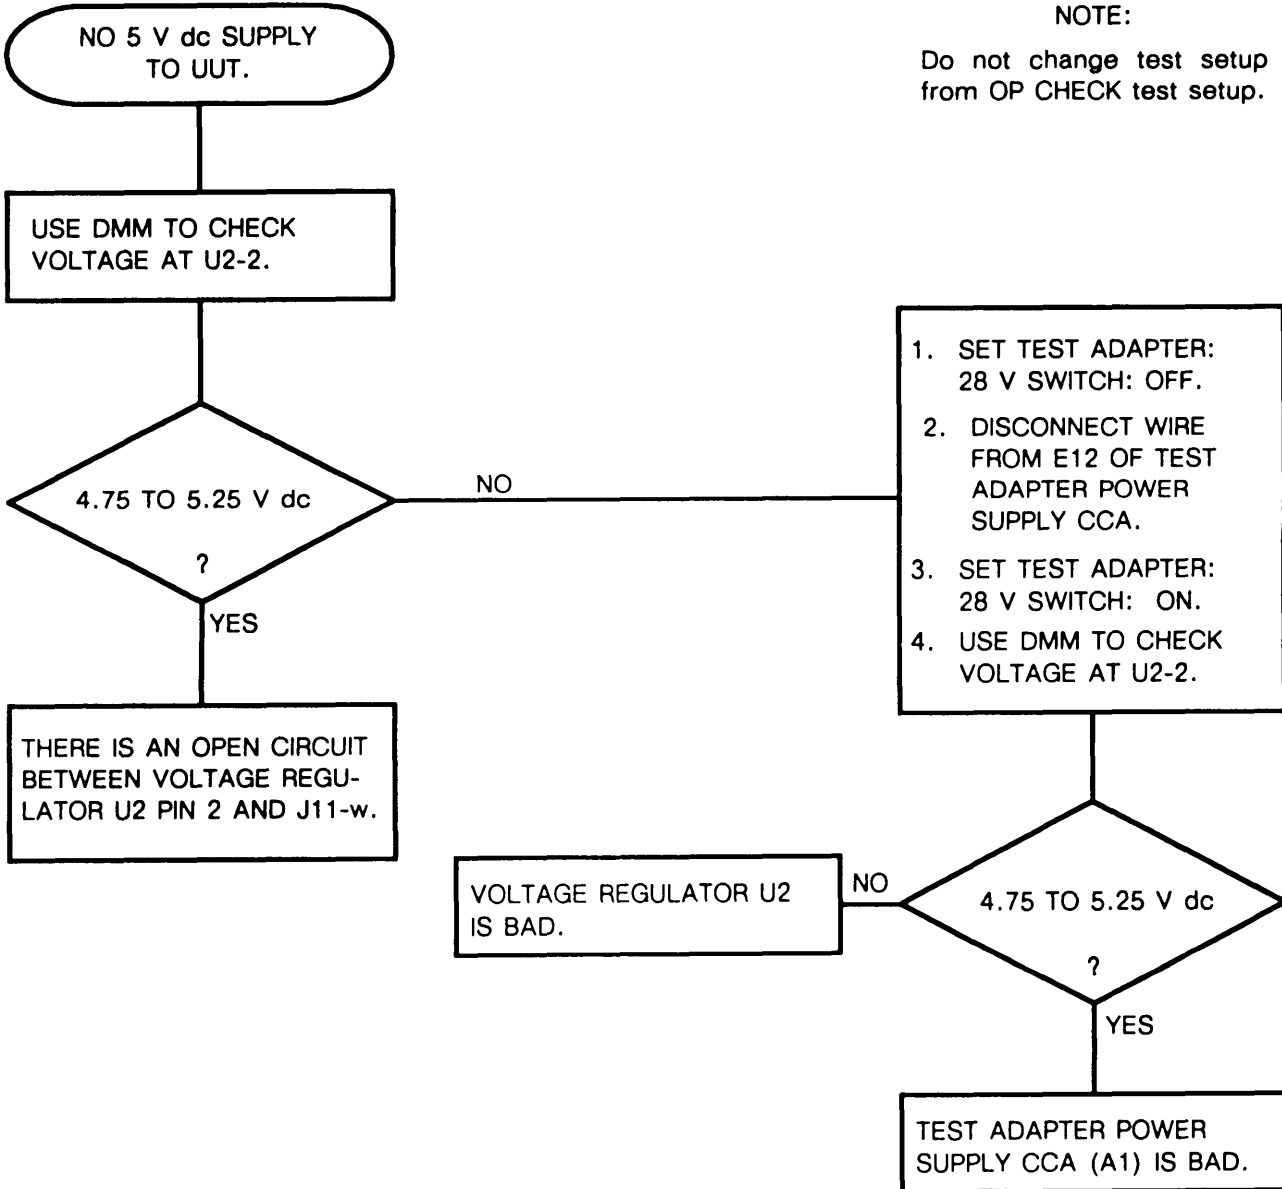 NO 5 V dc SUPPLY
TO UUT.
NOTE:
Do not change test setup
from OP CHECK test setup.
USE DMM TO CHECK
VOLTAGE AT U2-2.
4.75 TO 5.25 V dc
?
NO
YES
THERE IS AN OPEN CIRCUIT
BETWEEN VOLTAGE REGU-
LATOR U2 PIN 2 AND J11-w.
1. SET TEST ADAPTER:
28 V SWITCH: OFF.
2. DISCONNECT WIRE
FROM E12 OF TEST
ADAPTER POWER
SUPPLY CCA.
3. SET TEST ADAPTER:
28 V SWITCH: ON.
4. USE DMM TO CHECK
VOLTAGE AT U2-2.
4.75 TO 5.25 V dc
?
NO
VOLTAGE REGULATOR U2
IS BAD.
YES
TEST ADAPTER POWER
SUPPLY CCA (A1) IS BAD.